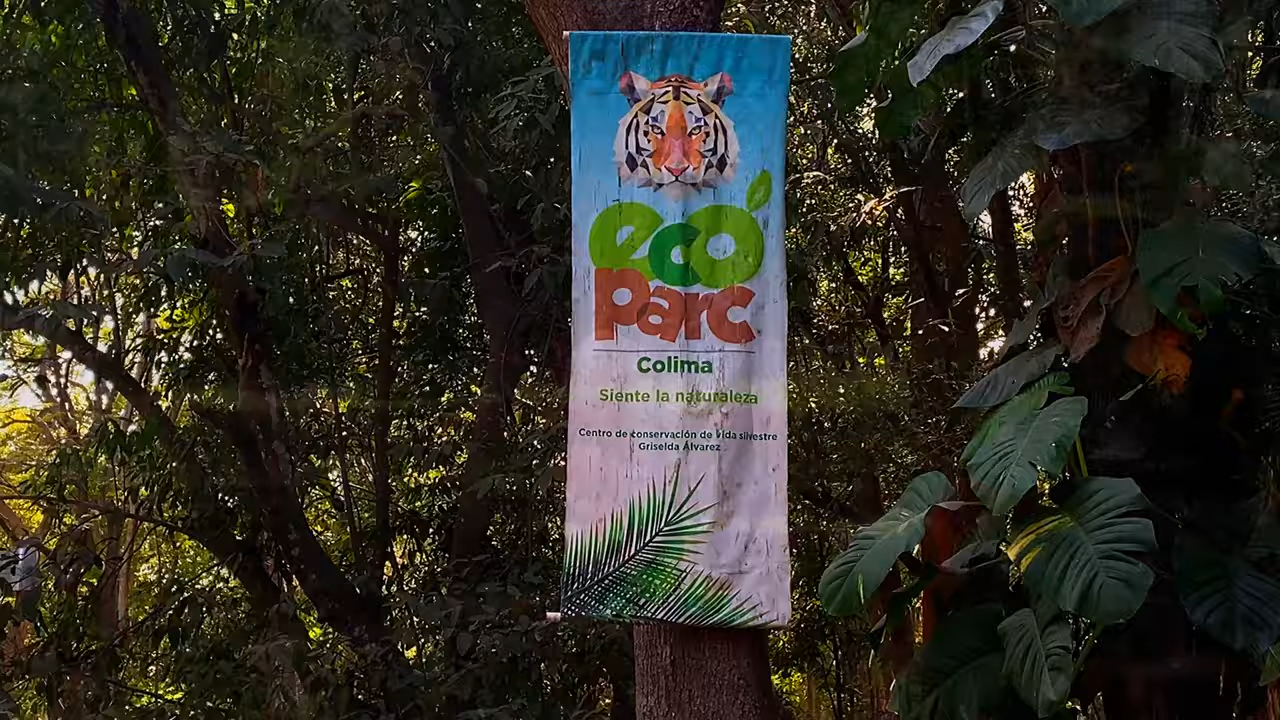 eco
parc
Colima
Siente la naturaleza
Centro de conservación de vida silvestre
Griselda Álvarez